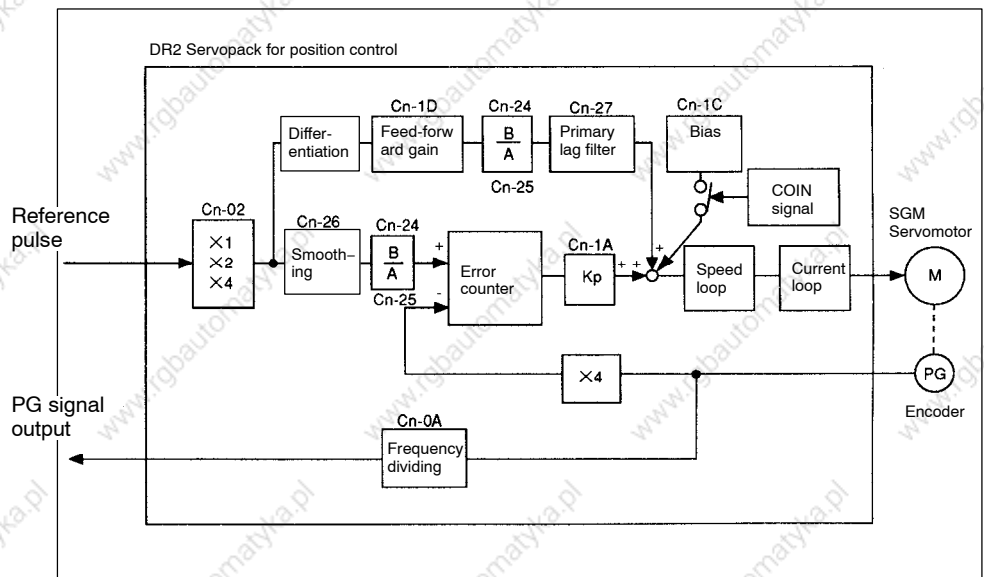 DR2 Servopack for position control
Cn-1D
Cn-24
Cn-27
Cn-1C
Differ-
entiation
Feed-forw
ard gain
B
A
Primary
lag filter
Bias
Cn-25
COIN
signal
Reference
pulse
Cn-02
×1
×2
×4
Cn-26
Smooth-
ing
Cn-24
B
A
Cn-25
+
-
Error
counter
Cn-1A
Kp
+ +
+
Speed
loop
Current
loop
SGM
Servomotor
M
×4
PG
Encoder
PG signal
output
Cn-0A
Frequency
dividing
www.rgbautomatyka.pl